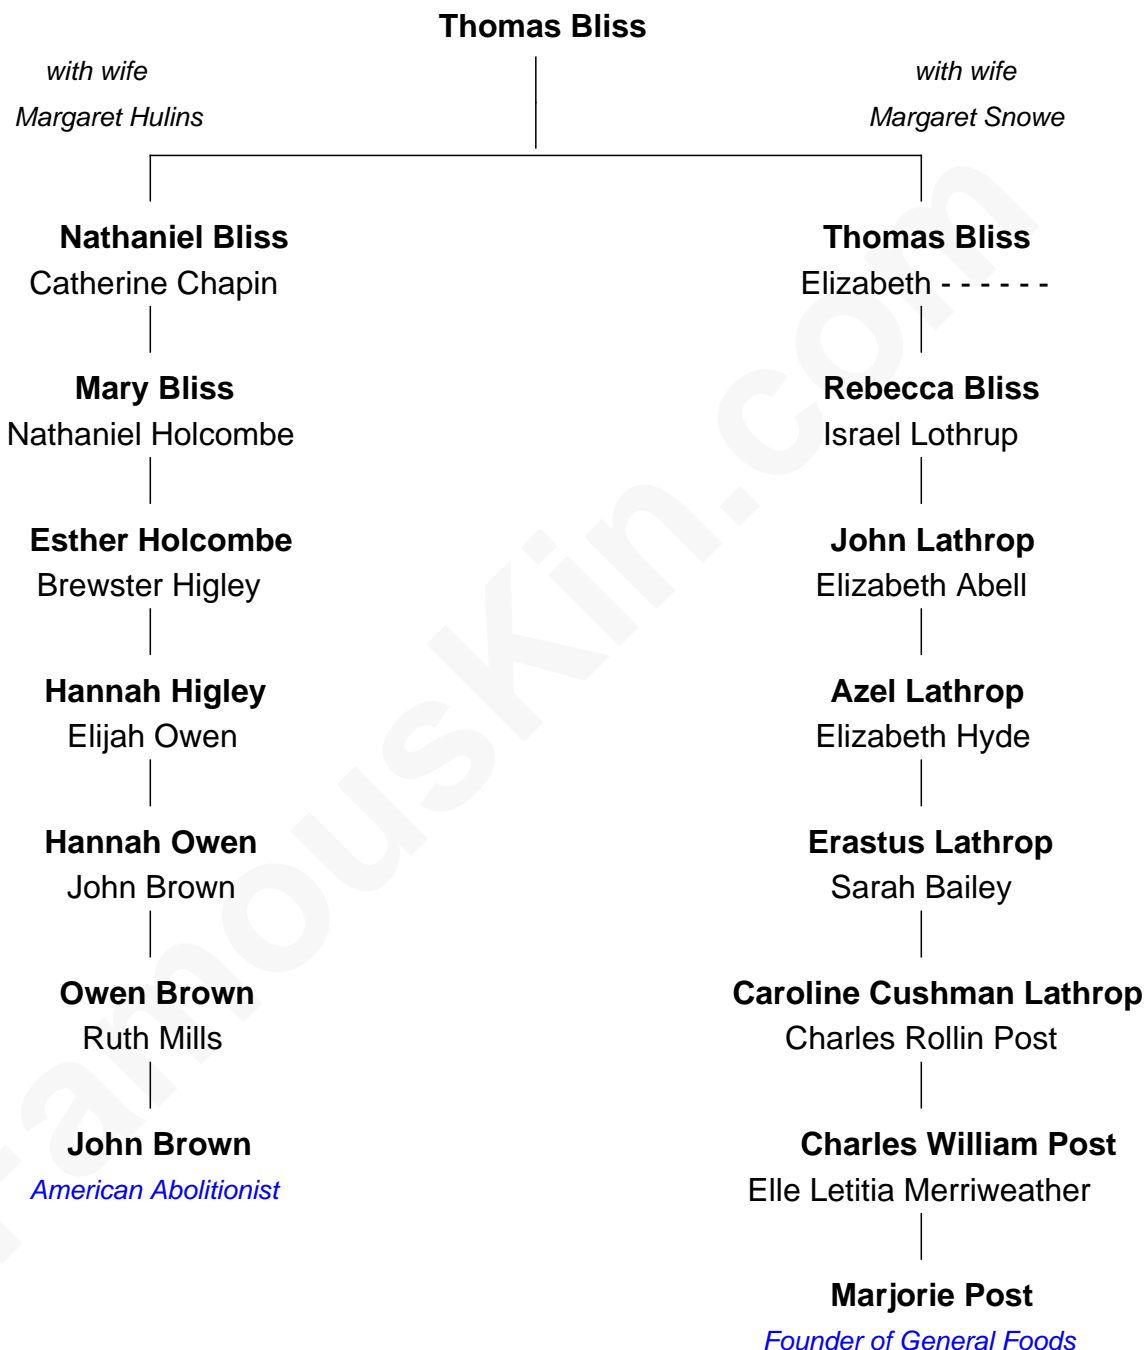 Thomas Bliss
with wife
Margaret Hulins
with wife
Margaret Snowe
Nathaniel Bliss
Catherine Chapin
Thomas Bliss
Elizabeth - - - - - -
Mary Bliss
Nathaniel Holcombe
Rebecca Bliss
Israel Lothrup
Esther Holcombe
Brewster Higley
John Lathrop
Elizabeth Abell
Hannah Higley
Elijah Owen
Azel Lathrop
Elizabeth Hyde
Hannah Owen
John Brown
Erastus Lathrop
Sarah Bailey
Owen Brown
Ruth Mills
Caroline Cushman Lathrop
Charles Rollin Post
John Brown
American Abolitionist
Charles William Post
Elle Letitia Merriweather
Marjorie Post
Founder of General Foods
FamousKin.com